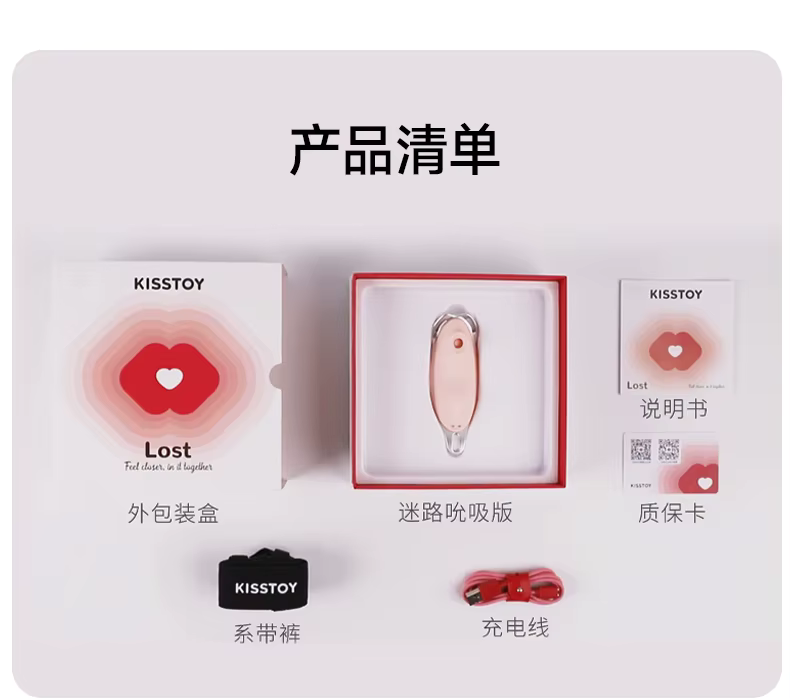 产品清单
KISSTOY
Lost
Feel closer, in it together
外包装盒
迷路吮吸版
KISSTOY
Lost
说明书
KISSTOY
质保卡
KISSTOY
系带裤
充电线